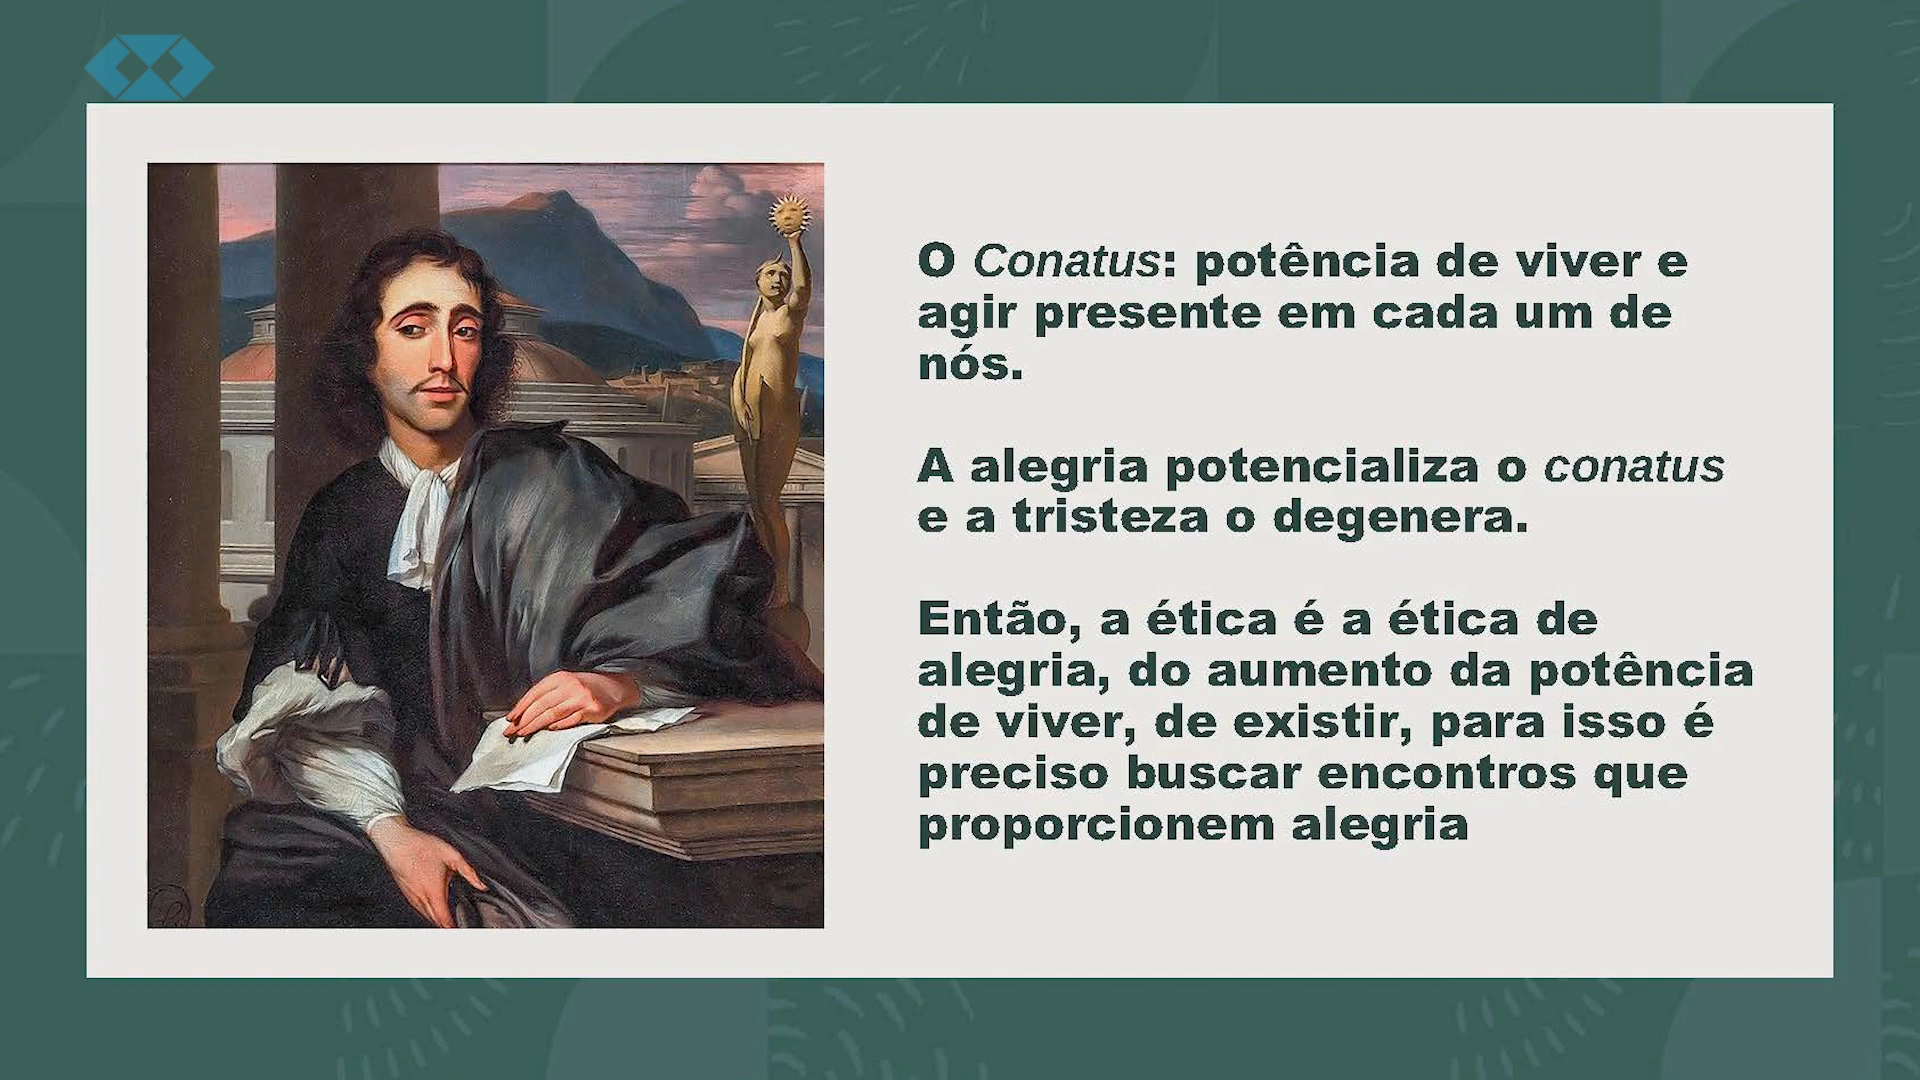 O Conatus: potência de viver e
agir presente em cada um de
nós.
A alegria potencializa o conatus
e a tristeza o degenera.
Então, a ética é a ética de
alegria, do aumento da potência
de viver, de existir, para isso é
preciso buscar encontros que
proporcionem alegria